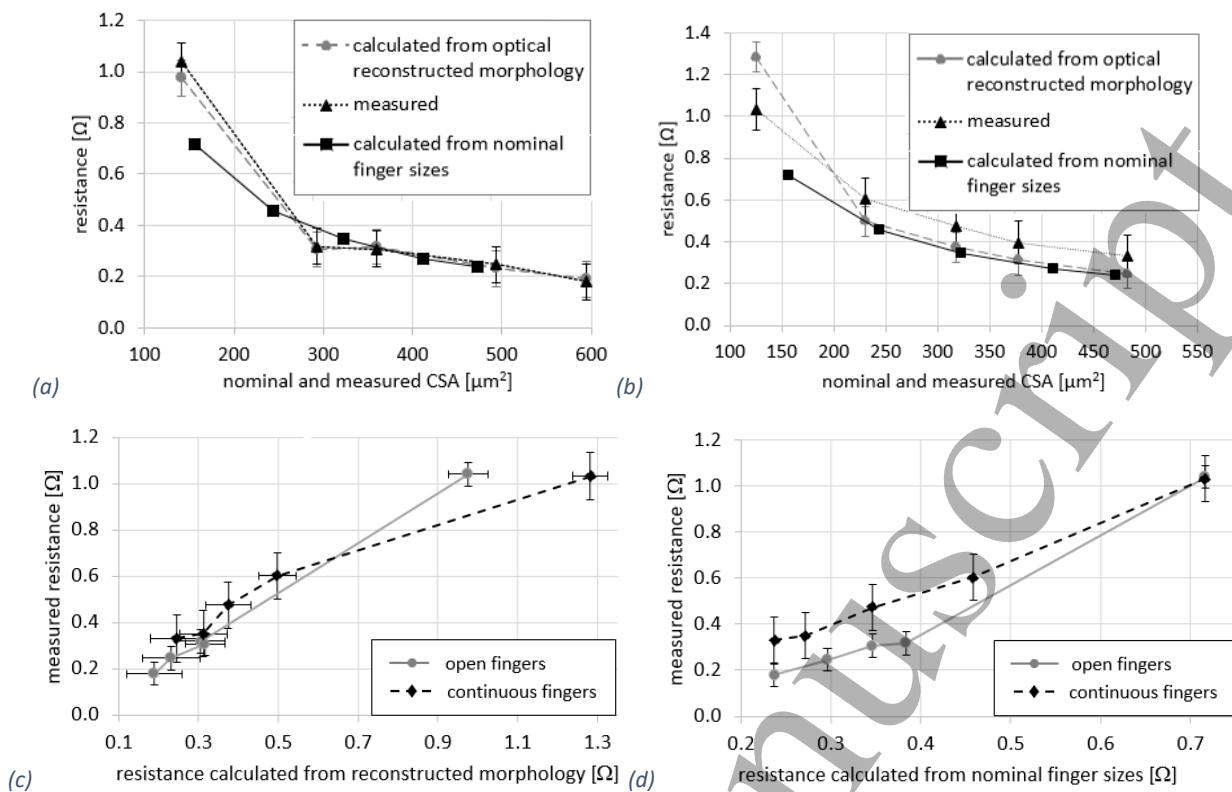 1.2
1.0
0.8
0.6
0.4
0.2
0.0
resistance [Ω]
calculated from optical
reconstructed morphology
measured
calculated from nominal
finger sizes
100 200 300 400 500 600
nominal and measured CSA [µm²]
(a)
1.4
1.2
1.0
0.8
0.6
0.4
0.2
0.0
resistance [Ω]
calculated from optical
reconstructed morphology
measured
calculated from nominal
finger sizes
100 150 200 250 300 350 400 450 500 550
nominal and measured CSA [µm²]
(b)
1.2
1.0
0.8
0.6
0.4
0.2
0.0
measured resistance [Ω]
open fingers
continuous fingers
0.1 0.3 0.5 0.7 0.9 1.1 1.3
resistance calculated from reconstructed morphology [Ω]
(c)
1.2
1.0
0.8
0.6
0.4
0.2
0.0
measured resistance [Ω]
open fingers
continuous fingers
0.2 0.3 0.4 0.5 0.6 0.7
resistance calculated from nominal finger sizes [Ω]
(d)
nuscript